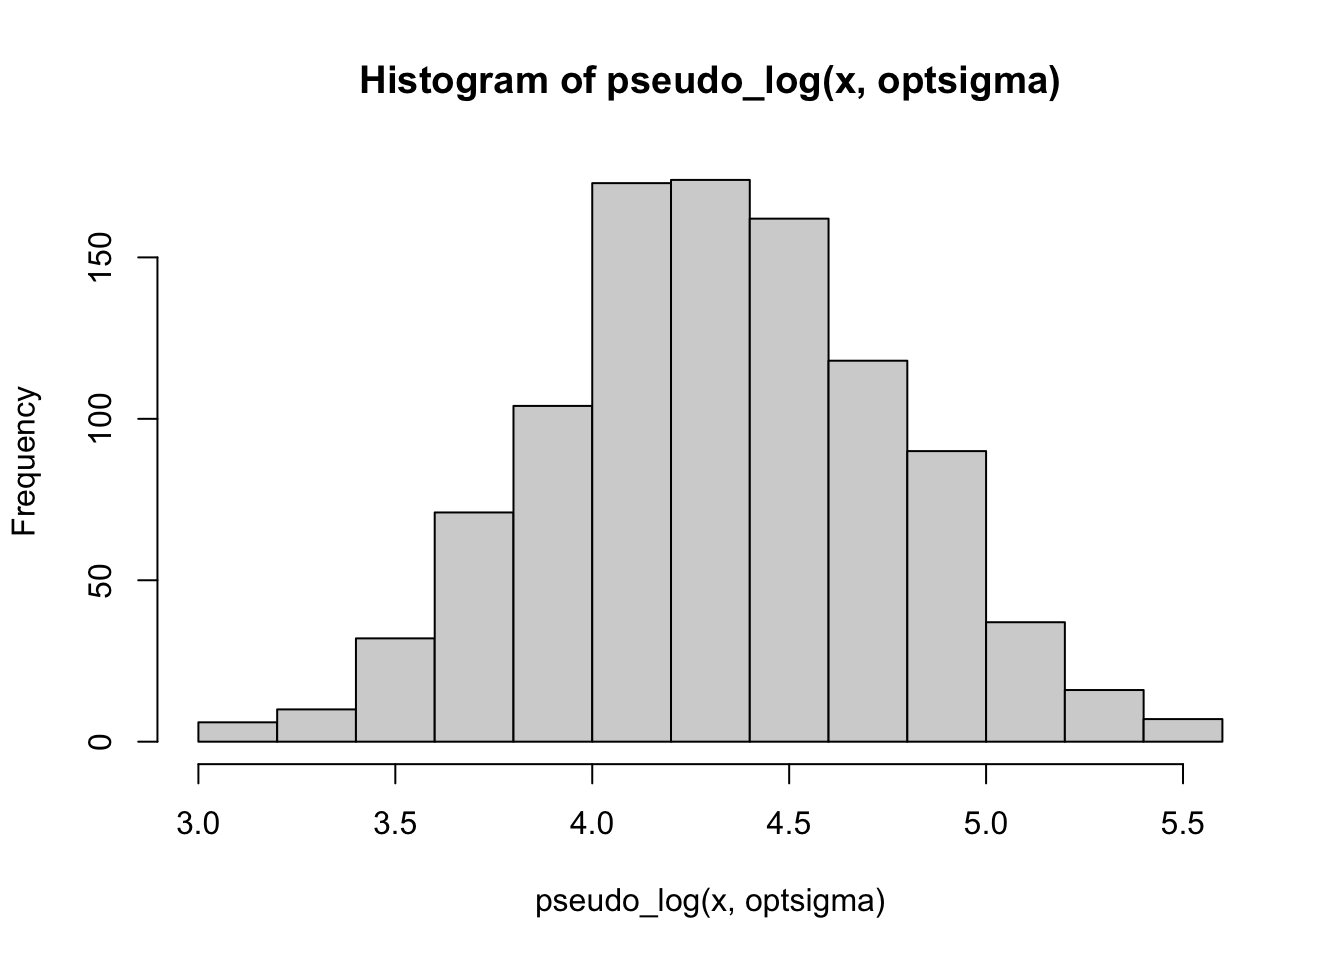 Histogram of pseudo_log(x, optsigma)
Frequency
150
100
50
0
3.0 3.5 4.0 4.5 5.0 5.5
pseudo_log(x, optsigma)